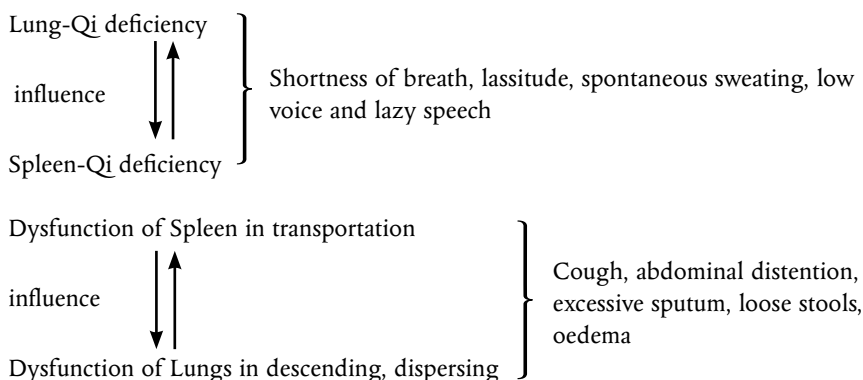 Lung-Qi deficiency
influence
Spleen-Qi deficiency
Shortness of breath, lassitude, spontaneous sweating, low
voice and lazy speech
Dysfunction of Spleen in transportation
influence
Dysfunction of Lungs in descending, dispersing
Cough, abdominal distention,
excessive sputum, loose stools,
oedema